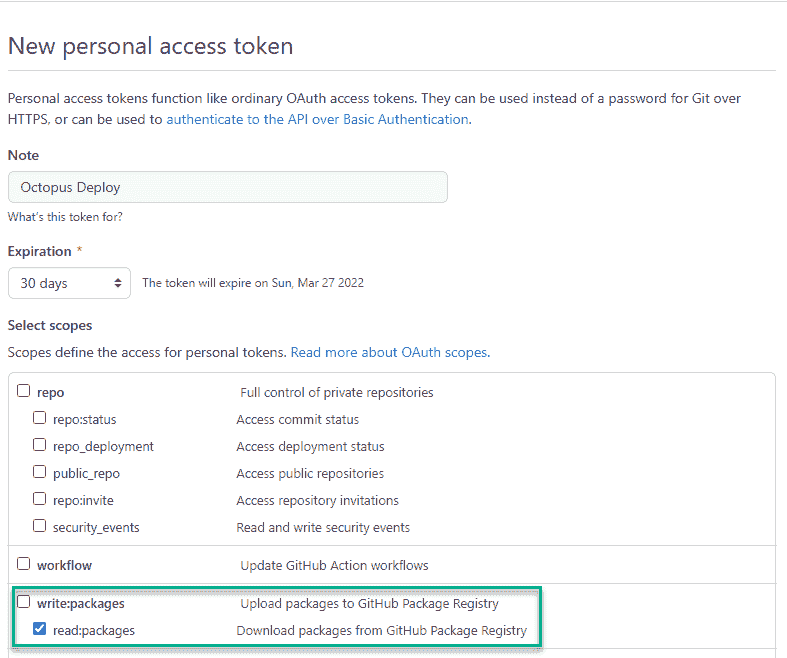 New personal access token
Personal access tokens function like ordinary OAuth access tokens. They can be used instead of a password for Git over
HTTPS, or can be used to authenticate to the API over Basic Authentication.
Note
Octopus Deploy
What's this token for?
Expiration *
30 days The token will expire on Sun, Mar 27 2022
Select scopes
Scopes define the access for personal tokens. Read more about OAuth scopes.
repo Full control of private repositories
repo:status Access commit status
repo_deployment Access deployment status
public_repo Access public repositories
repo:invite Access repository invitations
security_events Read and write security events
workflow Update GitHub Action workflows
write:packages Upload packages to GitHub Package Registry
read:packages Download packages from GitHub Package Registry